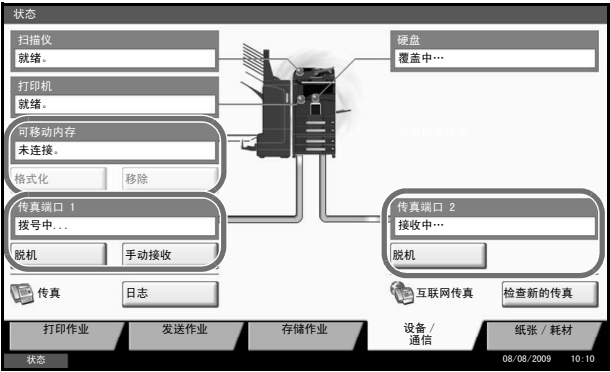 状态
扫描仪
就绪。
硬盘
覆盖中…
打印机
就绪。
可移动内存
未连接。
格式化
移除
传真端口 1
拨号中...
脱机
手动接收
传真端口 2
接收中…
脱机
传真
日志
互联网传真
检查新的传真
打印作业
发送作业
存储作业
设备 /
通信
纸张 / 耗材
状态
08/08/2009 10:10